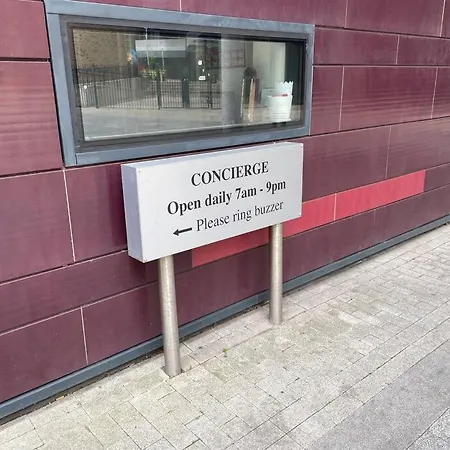 CONCIERGE
Open daily 7am - 9pm
← Please ring buzzer